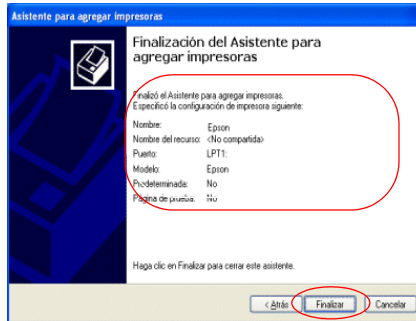 Asistente para agregar impresoras
Finalización del Asistente para
agregar impresoras
Finalizó el Asistente para agregar impresoras.
Especificó la configuración de impresora siguiente:
Nombre: Epson
Nombre del recurso: <No compartida>
Puerto: LPT1:
Modelo: Epson
Predeterminada: No
Página de prueba: No
Haga clic en Finalizar para cerrar este asistente.
< Atrás Finalizar Cancelar